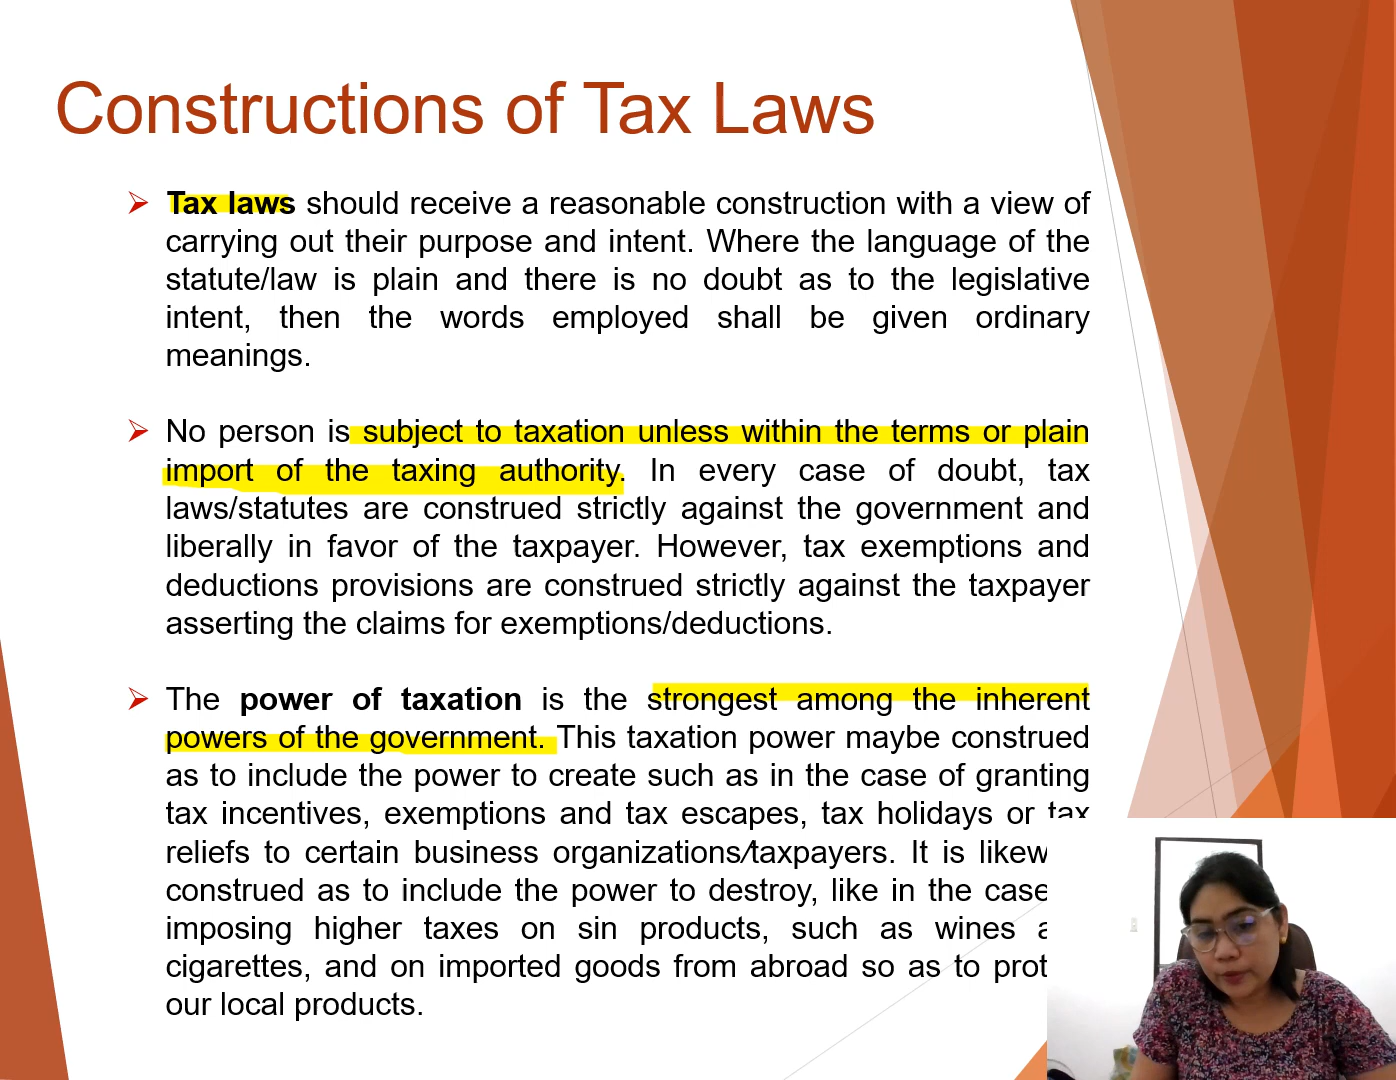 Constructions of Tax Laws
Tax laws should receive a reasonable construction with a view of
carrying out their purpose and intent. Where the language of the
statute/law is plain and there is no doubt as to the legislative
intent, then the words employed shall be given ordinary
meanings.
No person is subject to taxation unless within the terms or plain
import of the taxing authority. In every case of doubt, tax
laws/statutes are construed strictly against the government and
liberally in favor of the taxpayer. However, tax exemptions and
deductions provisions are construed strictly against the taxpayer
asserting the claims for exemptions/deductions.
The power of taxation is the strongest among the inherent
powers of the government. This taxation power maybe construed
as to include the power to create such as in the case of granting
tax incentives, exemptions and tax escapes, tax holidays or tax
reliefs to certain business organizations/taxpayers. It is likew
construed as to include the power to destroy, like in the case
imposing higher taxes on sin products, such as wines a
cigarettes, and on imported goods from abroad so as to prot
our local products.